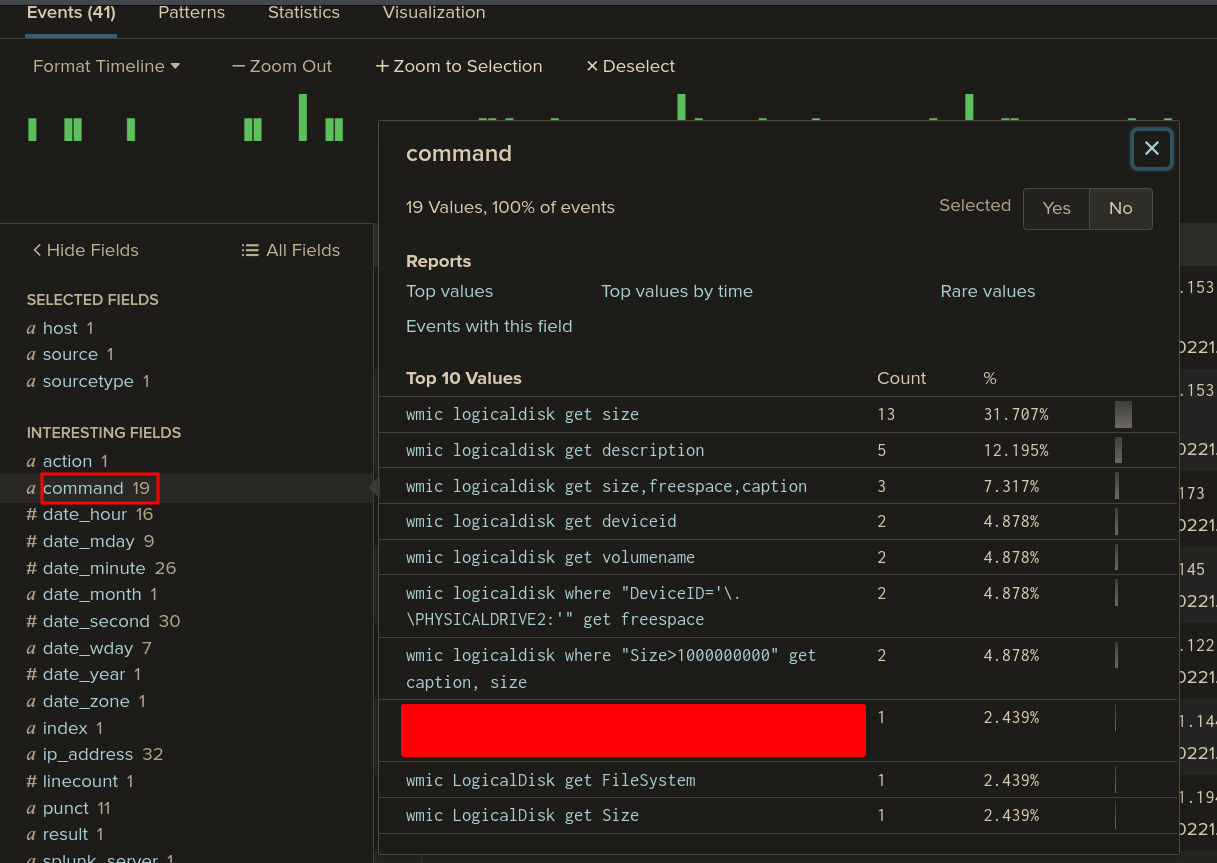 Events (41) Patterns Statistics Visualization
Format Timeline — Zoom Out + Zoom to Selection × Deselect
command
19 Values, 100% of events
Selected Yes No
Reports
Top values Top values by time Rare values
Events with this field
Top 10 Values Count %
wmic logicaldisk get size 13 31.707%
wmic logicaldisk get description 5 12.195%
wmic logicaldisk get size,freespace,caption 3 7.317%
wmic logicaldisk get deviceid 2 4.878%
wmic logicaldisk get volumename 2 4.878%
wmic logicaldisk where "DeviceID='\. 2 4.878%
\PHYSICALDRIVE2:'" get freespace
wmic logicaldisk where "Size>1000000000" get 2 4.878%
caption, size
1 2.439%
wmic LogicalDisk get FileSystem 1 2.439%
wmic LogicalDisk get Size 1 2.439%
< Hide Fields All Fields
SELECTED FIELDS
a host 1
a source 1
a sourcetype 1
INTERESTING FIELDS
a action 1
a command 19
# date_hour 16
# date_mday 9
# date_minute 26
a date_month 1
# date_second 30
a date_wday 7
# date_year 1
a date_zone 1
a index 1
a ip_address 32
# linecount 1
a punct 11
a result 1
a splunk_server 1
.153
0221
.153
0221
173
0221
145
0221
.122
0221
1.144
0221
1.194
0221